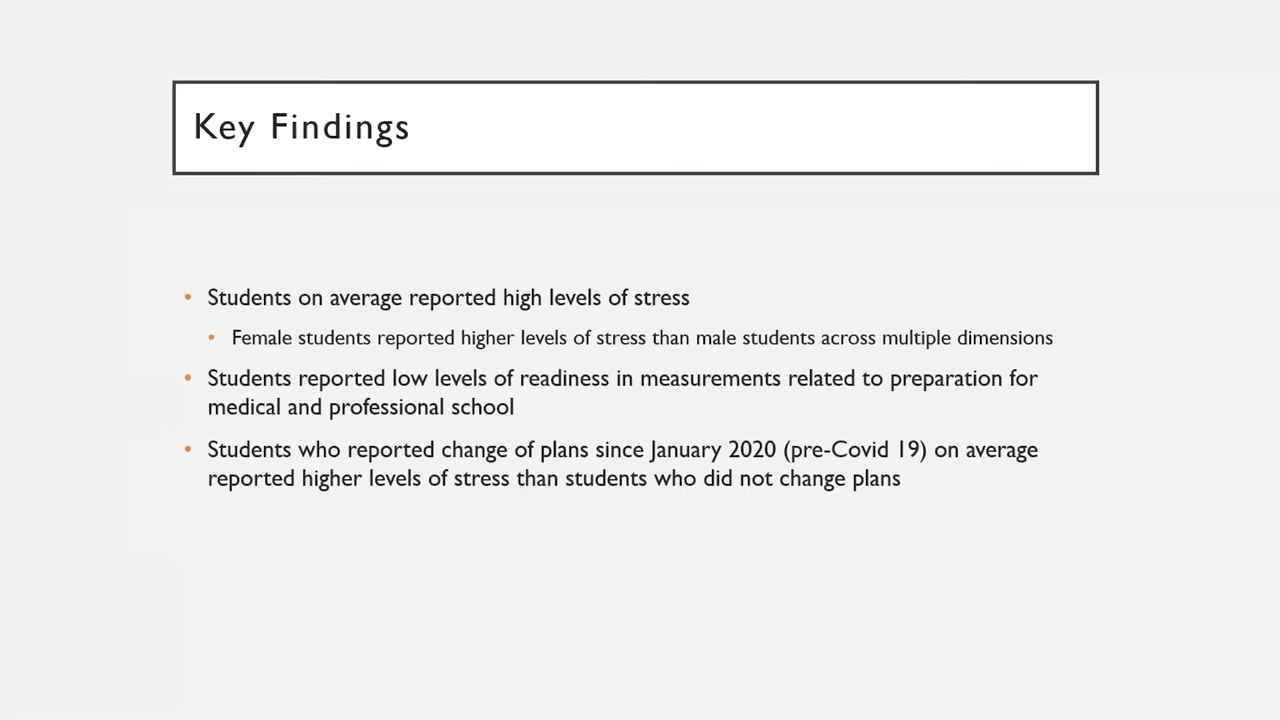 Key Findings
• Students on average reported high levels of stress
• Female students reported higher levels of stress than male students across multiple dimensions
• Students reported low levels of readiness in measurements related to preparation for
medical and professional school
• Students who reported change of plans since January 2020 (pre-Covid 19) on average
reported higher levels of stress than students who did not change plans